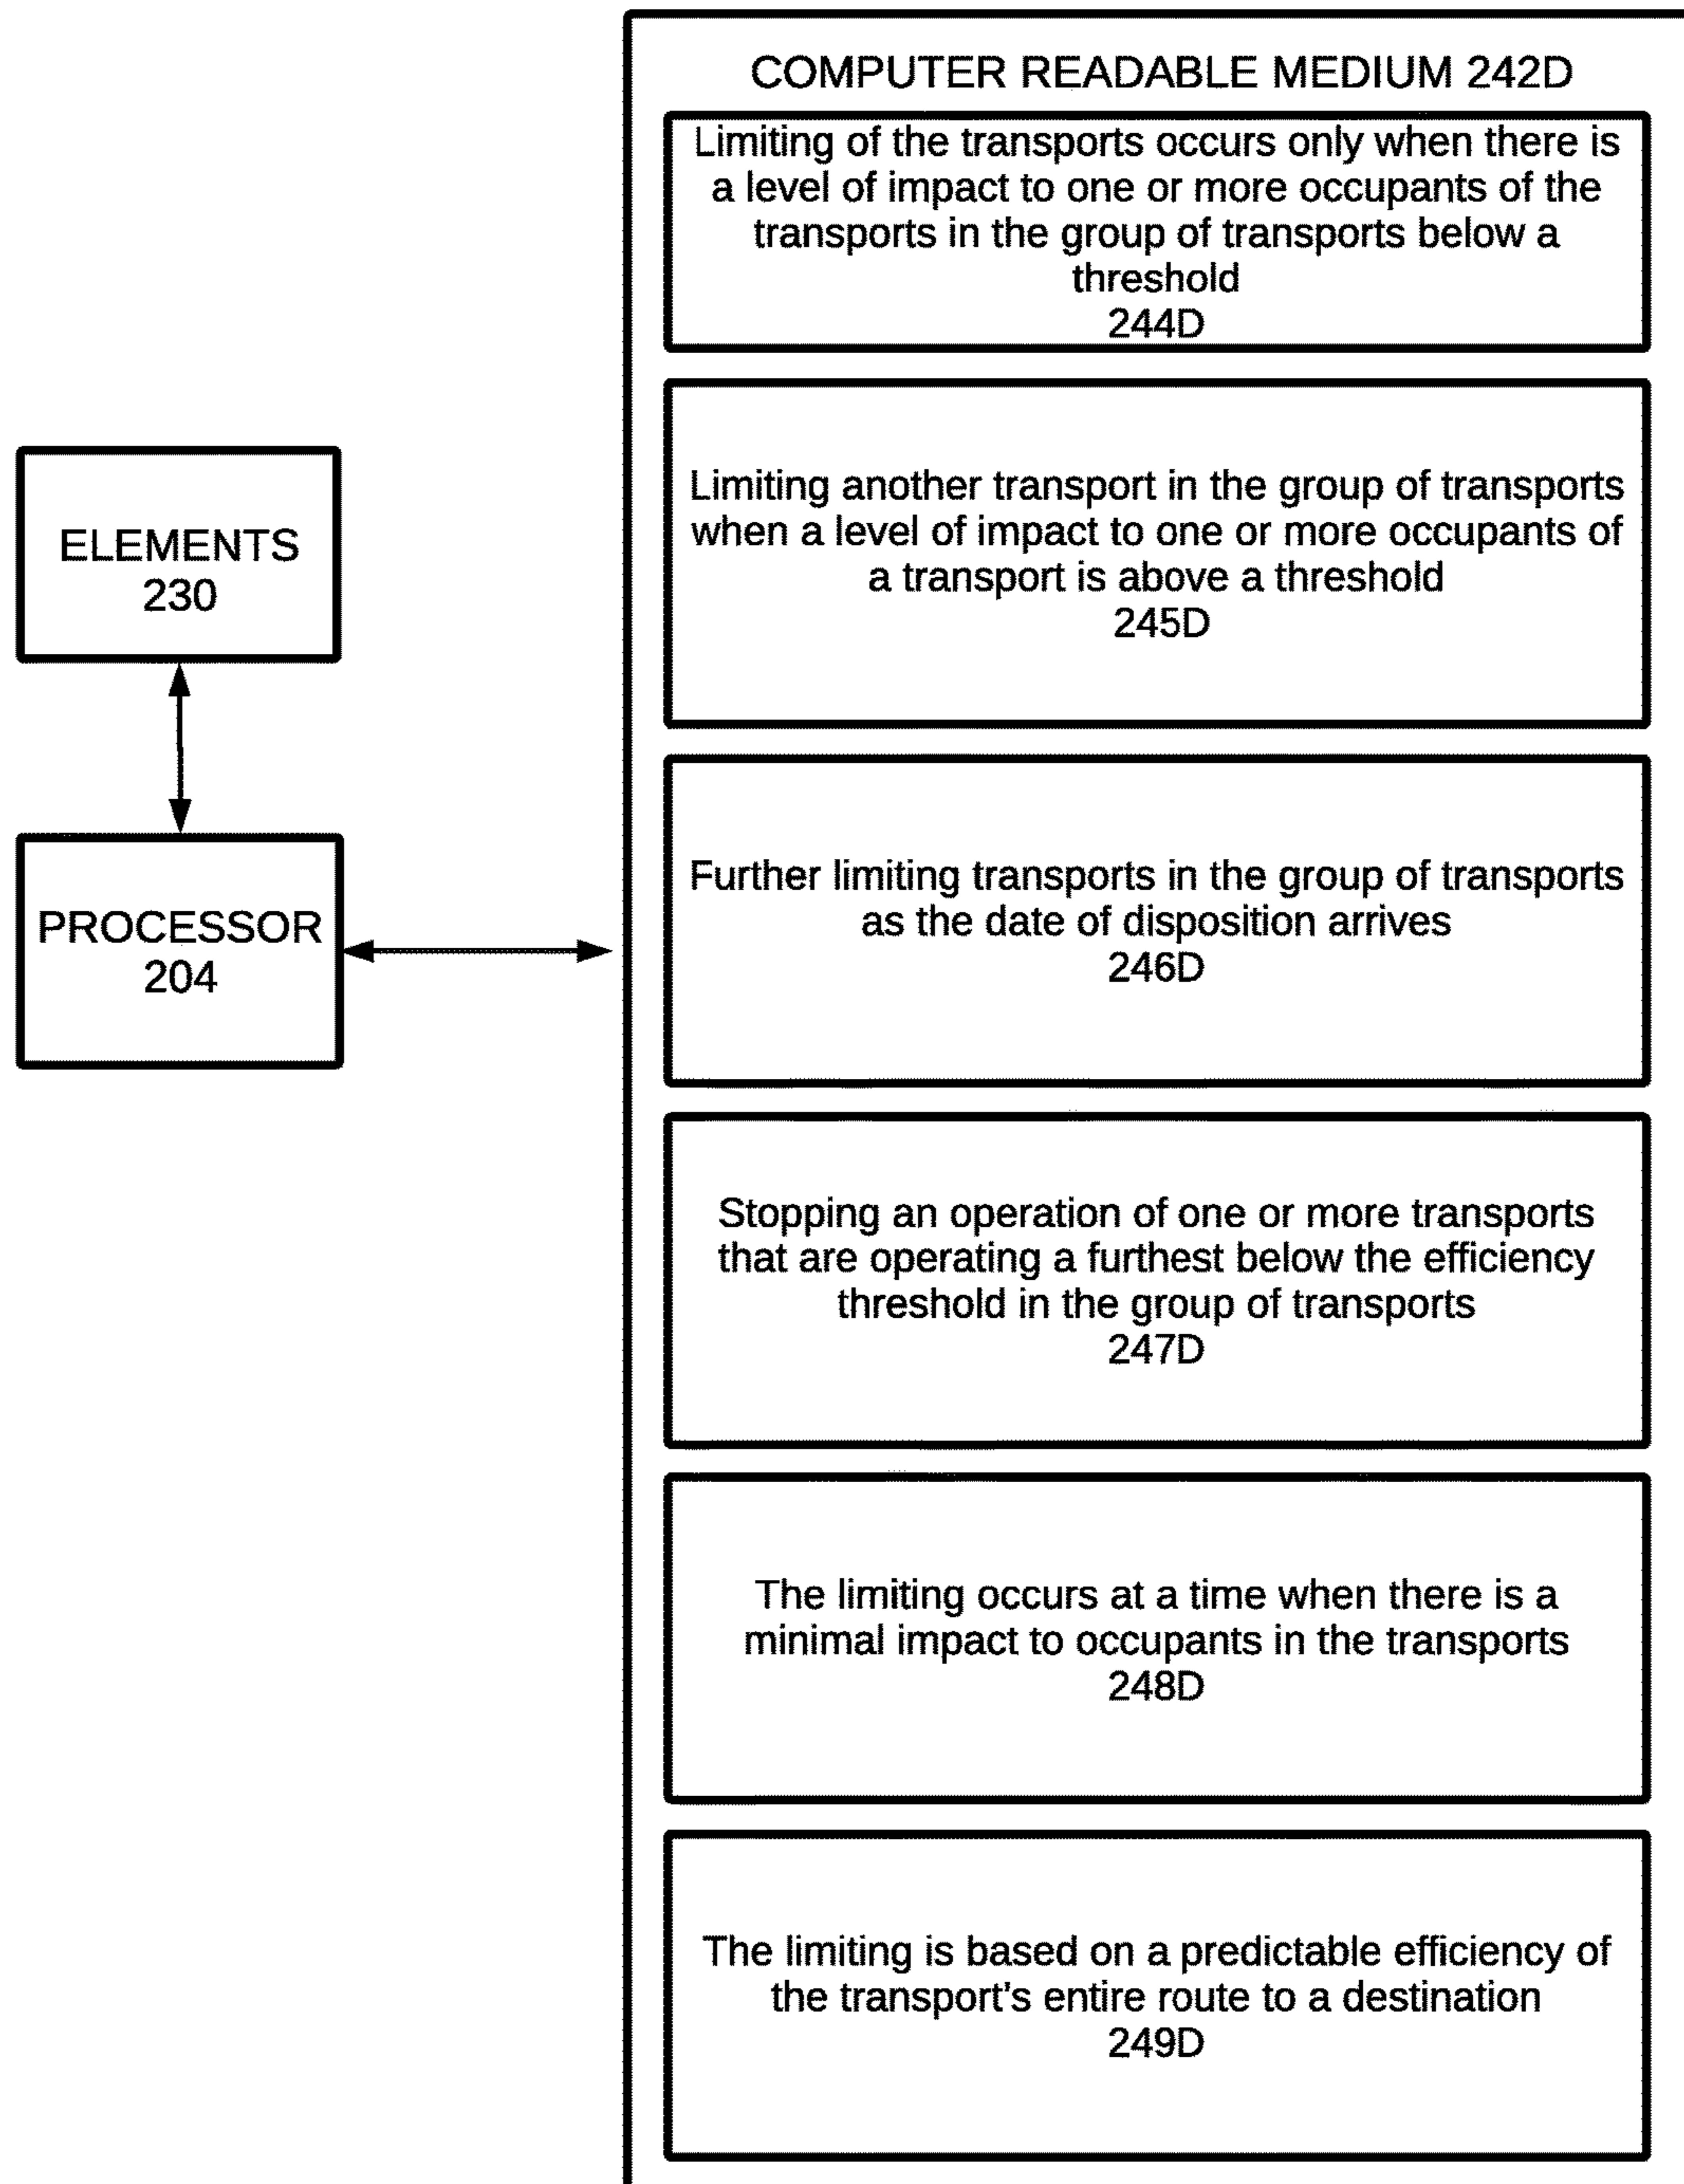 COMPUTER READABLE MEDIUM 242D
Limiting of the transports occurs only when there is
a level of impact to one or more occupants of the
transports in the group of transports below a
threshold
244D
Limiting another transport in the group of transports
when a level of impact to one or more occupants of
a transport is above a threshold
245D
ELEMENTS
230
Further limiting transports in the group of transports
as the date of disposition arrives
246D
PROCESSOR
204
Stopping an operation of one or more transports
that are operating a furthest below the efficiency
threshold in the group of transports
247D
The limiting occurs at a time when there is a
minimal impact to occupants in the transports
248D
The limiting is based on a predictable efficiency of
the transport's entire route to a destination
249D